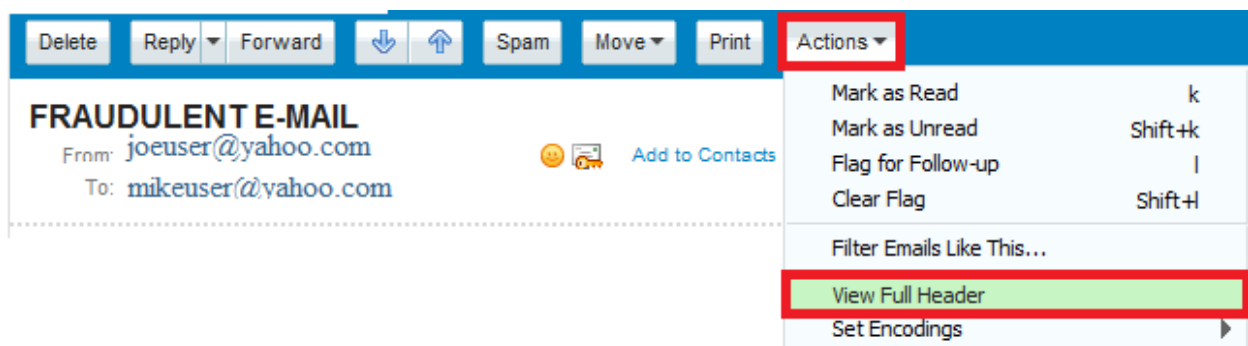 Delete Reply Forward Spam Move Print Actions
FRAUDULENT E-MAIL
From: joeuser@yahoo.com Add to Contacts
To: mikeuser@yahoo.com
Mark as Read k
Mark as Unread Shift+k
Flag for Follow-up l
Clear Flag Shift+l
Filter Emails Like This...
View Full Header
Set Encodings